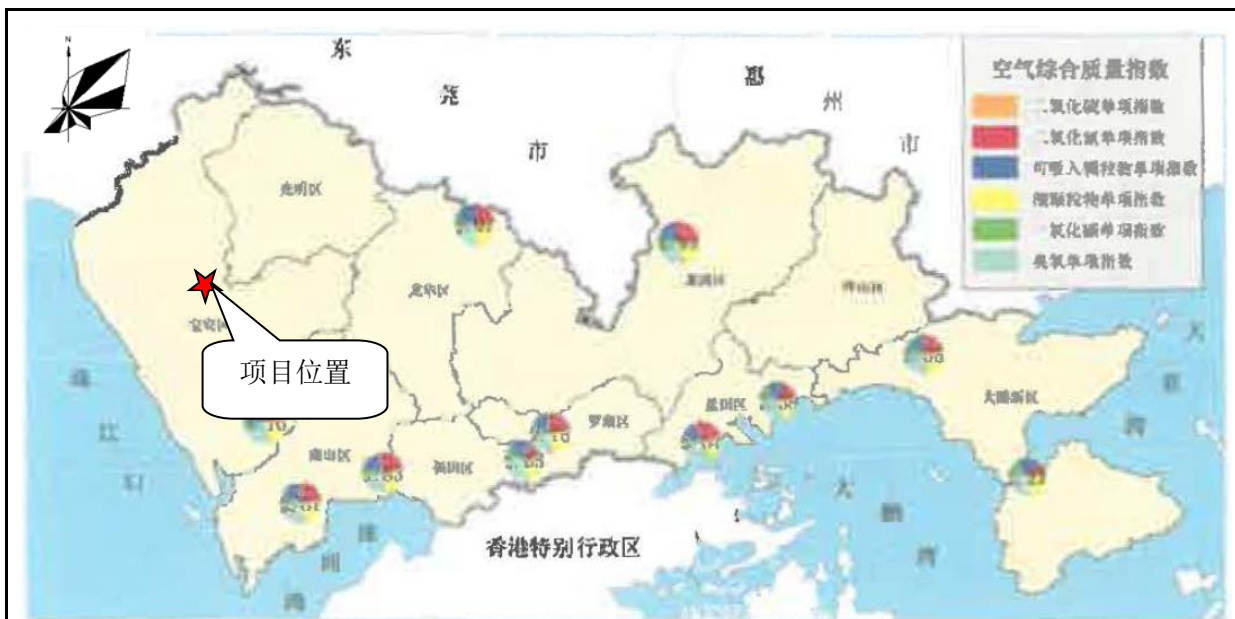 N
东
莞
市
惠
州
市
空气综合质量指数
二氧化硫单项指数
二氧化氮单项指数
可吸入颗粒物单项指数
细颗粒物单项指数
一氧化碳单项指数
臭氧单项指数
光明区
龙华区
龙岗区
坪山区
宝安区
项目位置
大鹏新区
盐田区
罗湖区
南山区
福田区
珠
江
口
深
圳
湾
大
鹏
湾
大
亚
湾
香港特别行政区